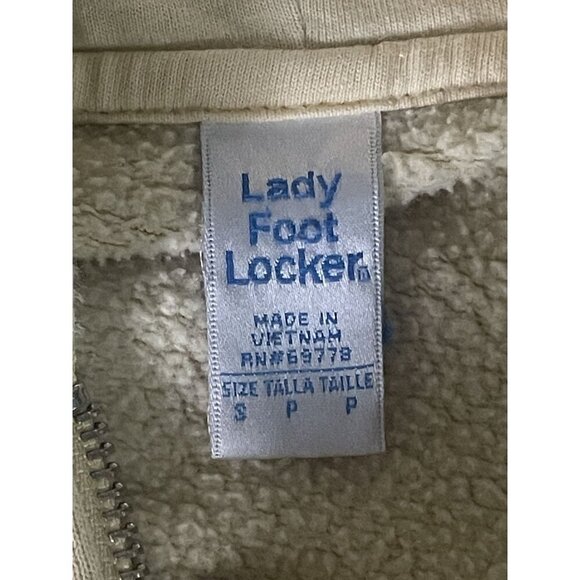 Lady
Foot
Locker
MADE IN
VIETNAM
RN#69778
SIZE TALLA TAILLE
S P P